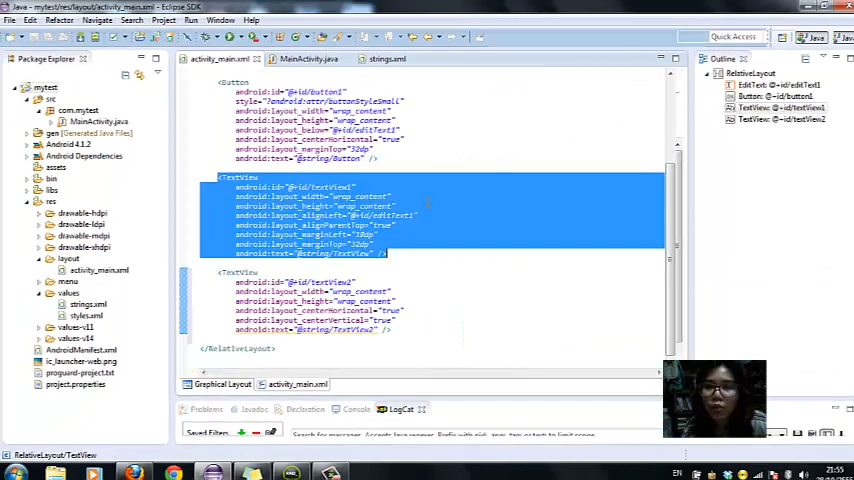 Java - mytest/res/layout/activity_main.xml - Eclipse SDK
File Edit Refactor Navigate Search Project Run Window Help
Quick Access
Java
Java
Package Explorer
activity_main.xml
MainActivity.java
strings.xml
Outline
mytest
src
com.mytest
MainActivity.java
gen [Generated Java Files]
Android 4.1.2
Android Dependencies
assets
bin
libs
res
drawable-hdpi
drawable-ldpi
drawable-mdpi
drawable-xhdpi
layout
activity_main.xml
menu
values
strings.xml
styles.xml
values-v11
values-v14
AndroidManifest.xml
ic_launcher-web.png
proguard-project.txt
project.properties
<Button
android:id="@+id/button1"
style="?android:attr/buttonStyleSmall"
android:layout_width="wrap_content"
android:layout_height="wrap_content"
android:layout_below="@+id/editText1"
android:layout_centerHorizontal="true"
android:layout_marginTop="32dp"
android:text="@string/Button" />
<TextView
android:id="@+id/textView1"
android:layout_width="wrap_content"
android:layout_height="wrap_content"
android:layout_alignLeft="@+id/editText1"
android:layout_alignParentTop="true"
android:layout_marginLeft="18dp"
android:layout_marginTop="32dp"
android:text="@string/TextView" />
<TextView
android:id="@+id/textView2"
android:layout_width="wrap_content"
android:layout_height="wrap_content"
android:layout_centerHorizontal="true"
android:layout_centerVertical="true"
android:text="@string/TextView2" />
</RelativeLayout>
RelativeLayout
EditText: @+id/editText1
Button: @+id/button1
TextView: @+id/textView1
TextView: @+id/textView2
Graphical Layout
activity_main.xml
Problems
Javadoc
Declaration
Console
LogCat
Saved Filters
RelativeLayout/TextView
EN
21:55